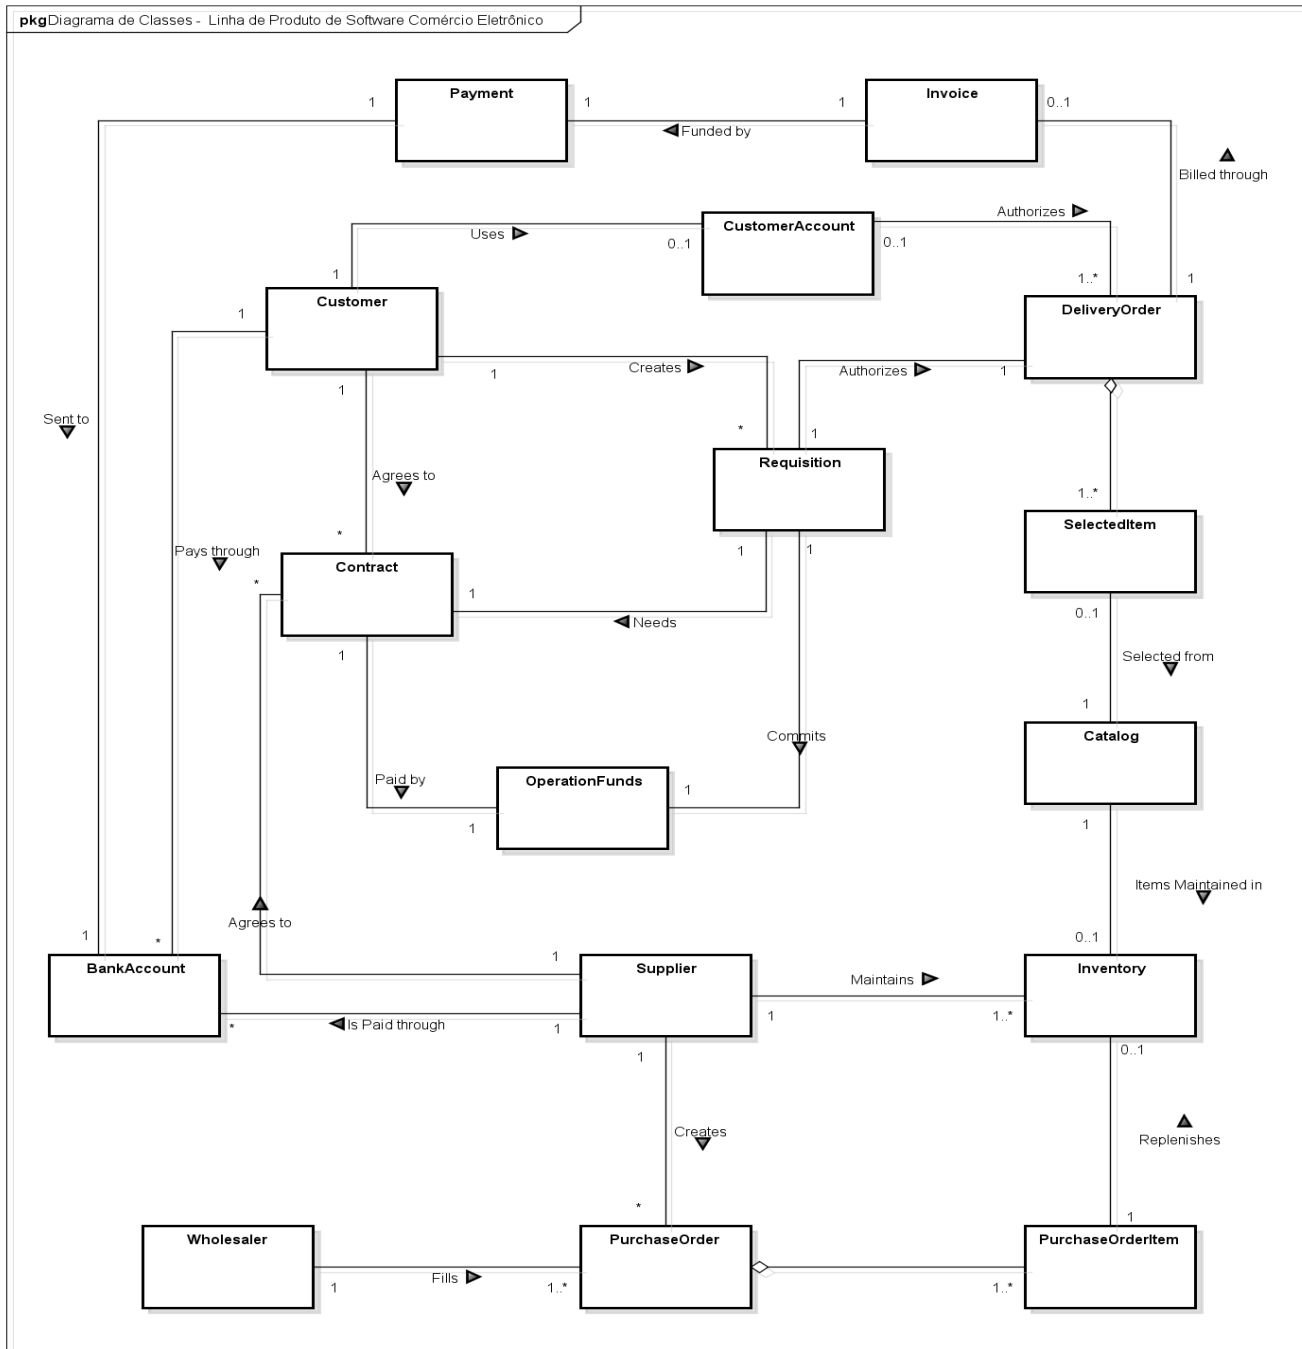 pkg Diagrama de Classes - Linha de Produto de Software Comércio Eletrônico
Payment
Invoice
1
1
1
0..1
Funded by
Billed through
CustomerAccount
Authorizes
Uses
0..1
0..1
1
1..*
1
Customer
DeliveryOrder
1
Creates
Authorizes
1
1
1
Sent to
*
1
Requisition
Agrees to
1..*
SelectedItem
*
Pays through
1
1
Contract
*
1
0..1
Needs
1
Selected from
1
Commits
Catalog
Paid by
OperationFunds
1
1
1
Items Maintained in
Agrees to
1
*
1
0..1
BankAccount
Supplier
Inventory
Maintains
*
Is Paid through
1
1
1..*
1
0..1
Creates
Replenishes
*
1
Wholesaler
PurchaseOrder
PurchaseOrderItem
Fills
1
1..*
1..*